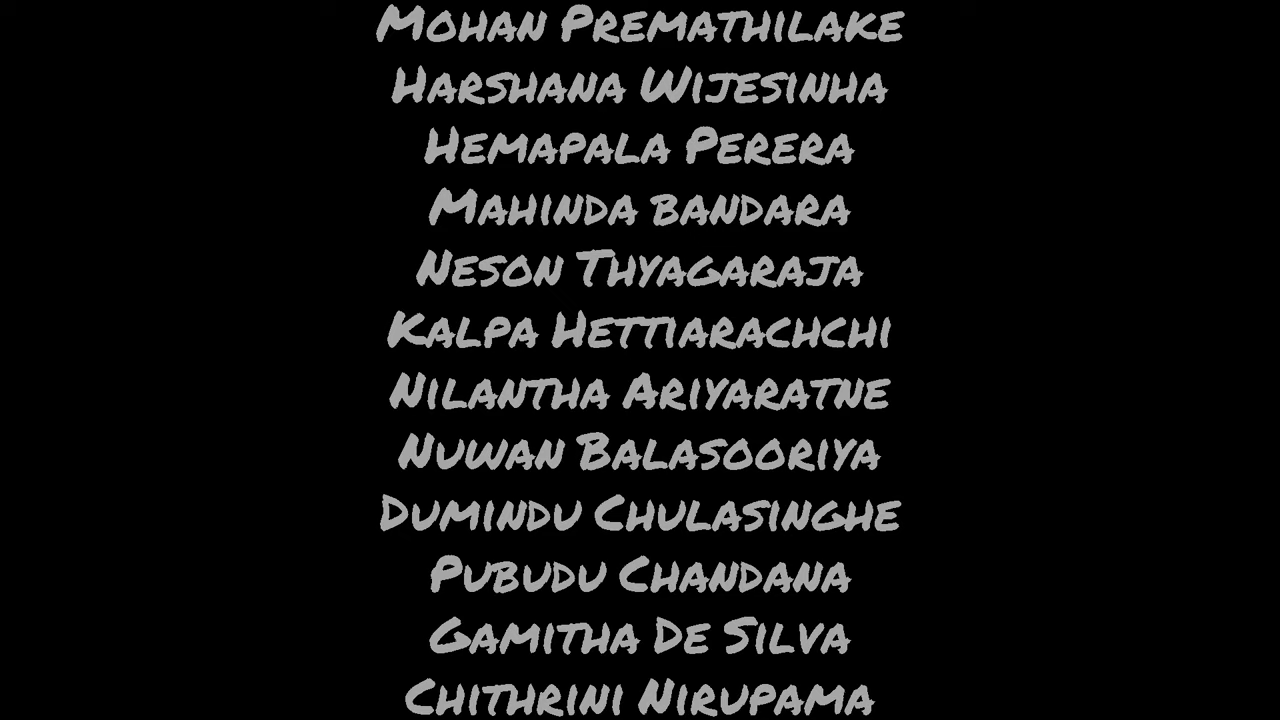 Mohan Premathilake
Harshana Wijesinha
Hemapala Perera
Mahinda bandara
Neson Thyagaraja
Kalpa Hettiarachchi
Nilantha Ariyaratne
Nuwan Balasooriya
Dumindu Chulasinghe
Pubudu Chandana
Gamitha De Silva
Chithrini Nirupama